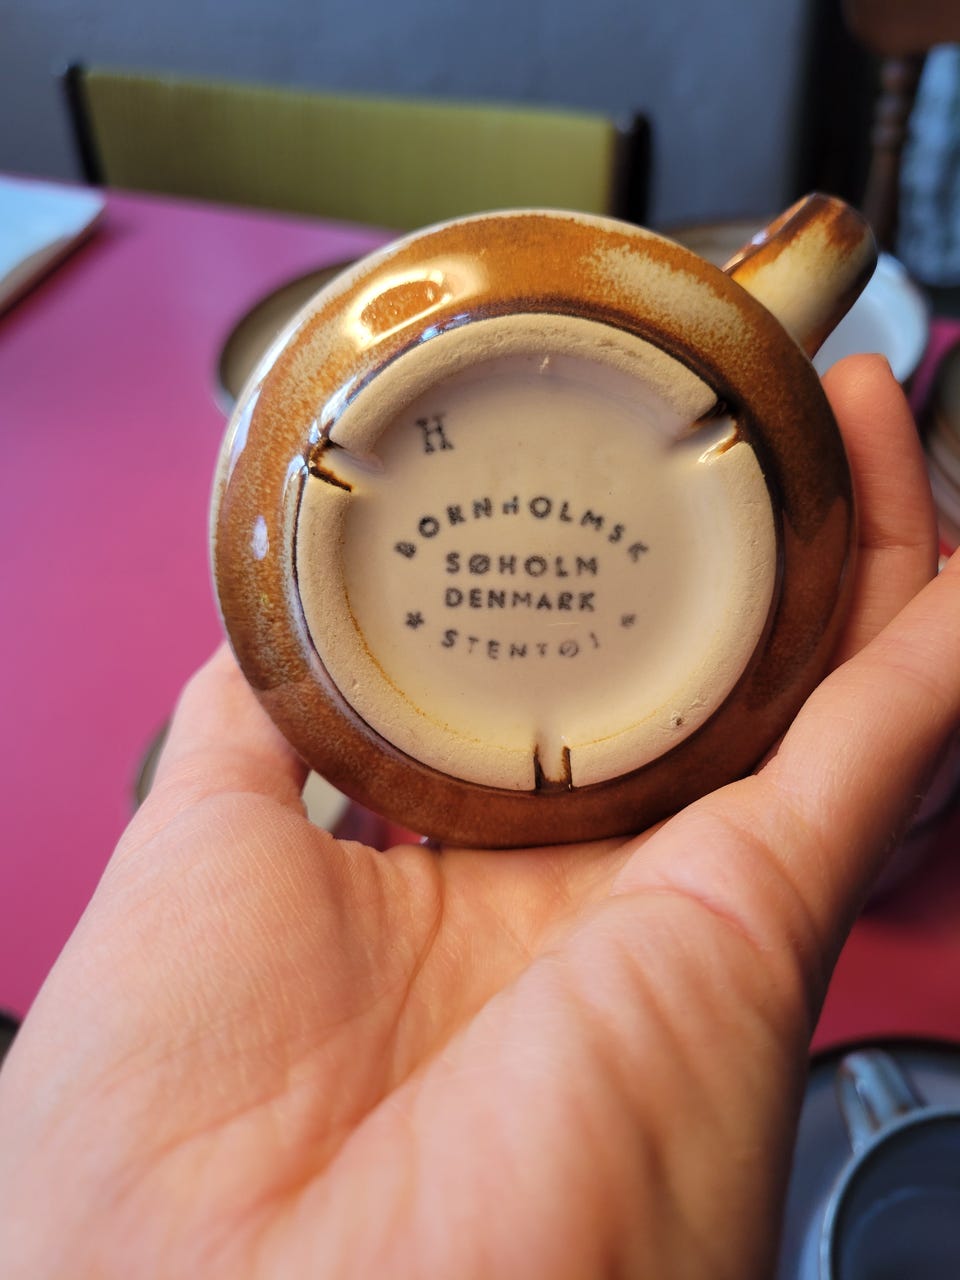 H
BORNHOLMSK
SØHOLM
DENMARK
* STENTØJ *